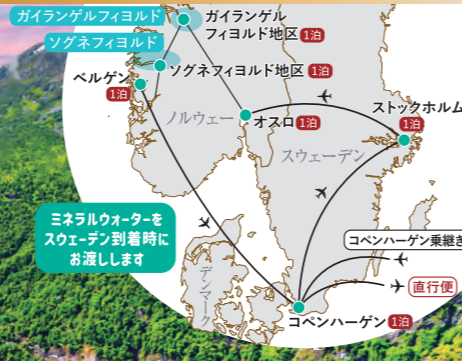 ガイランゲルフィヨルド
ガイランゲル
フィヨルド地区 1泊
ソグネフィヨルド
ソグネフィヨルド地区 1泊
ベルゲン
1泊
ノルウェー
オスロ 1泊
ストックホルム
1泊
スウェーデン
ミネラルウォーターを
スウェーデン到着時に
お渡しします
コペンハーゲン乗継ぎ
直行便
デンマーク
コペンハーゲン 1泊